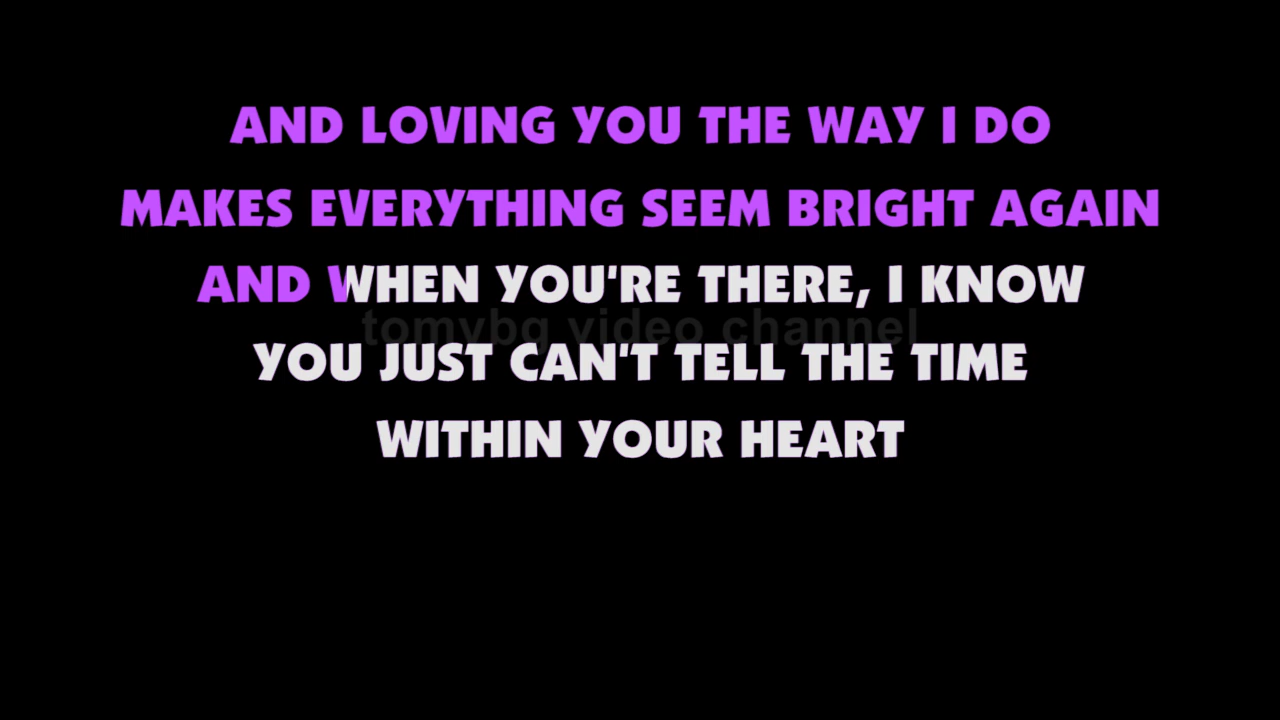 AND LOVING YOU THE WAY I DO
MAKES EVERYTHING SEEM BRIGHT AGAIN
AND WHEN YOU'RE THERE, I KNOW
tomybg video channel
YOU JUST CAN'T TELL THE TIME
WITHIN YOUR HEART